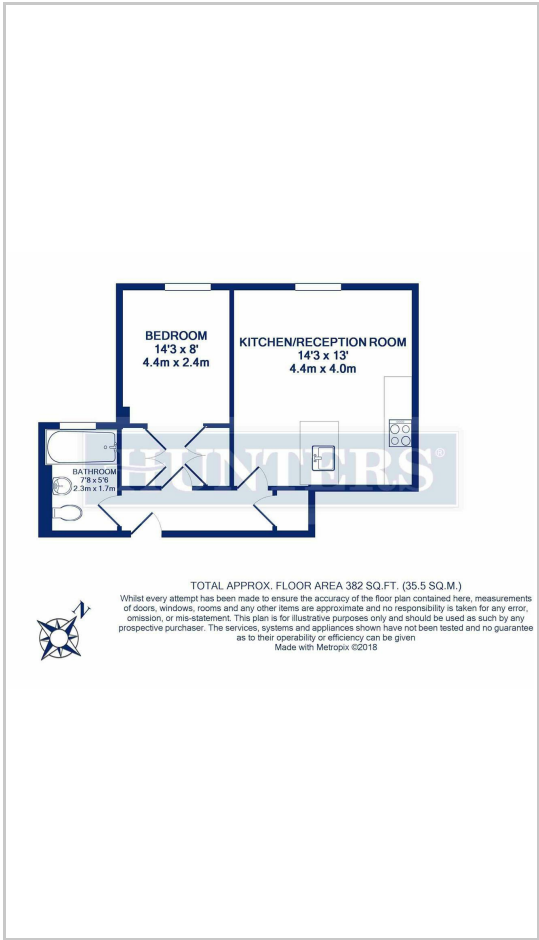 BEDROOM
14'3 x 8'
4.4m x 2.4m
KITCHEN/RECEPTION ROOM
14'3 x 13'
4.4m x 4.0m
BATHROOM
7'8 x 5'6
2.3m x 1.7m
HUNTERS®
TOTAL APPROX. FLOOR AREA 382 SQ.FT. (35.5 SQ.M.)
Whilst every attempt has been made to ensure the accuracy of the floor plan contained here, measurements
of doors, windows, rooms and any other items are approximate and no responsibility is taken for any error,
omission, or mis-statement. This plan is for illustrative purposes only and should be used as such by any
prospective purchaser. The services, systems and appliances shown have not been tested and no guarantee
as to their operability or efficiency can be given
Made with Metropix ©2018
N